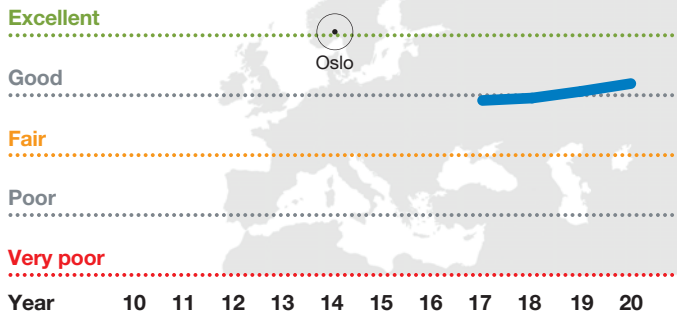 Excellent
Oslo
Good
Fair
Poor
Very poor
Year 10 11 12 13 14 15 16 17 18 19 20